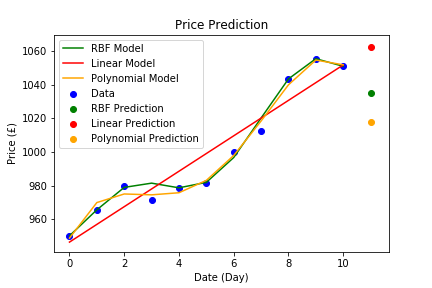 Price Prediction
Price (£)
1060
1040
1020
1000
980
960
RBF Model
Linear Model
Polynomial Model
Data
RBF Prediction
Linear Prediction
Polynomial Prediction
0
2
4
6
8
10
Date (Day)